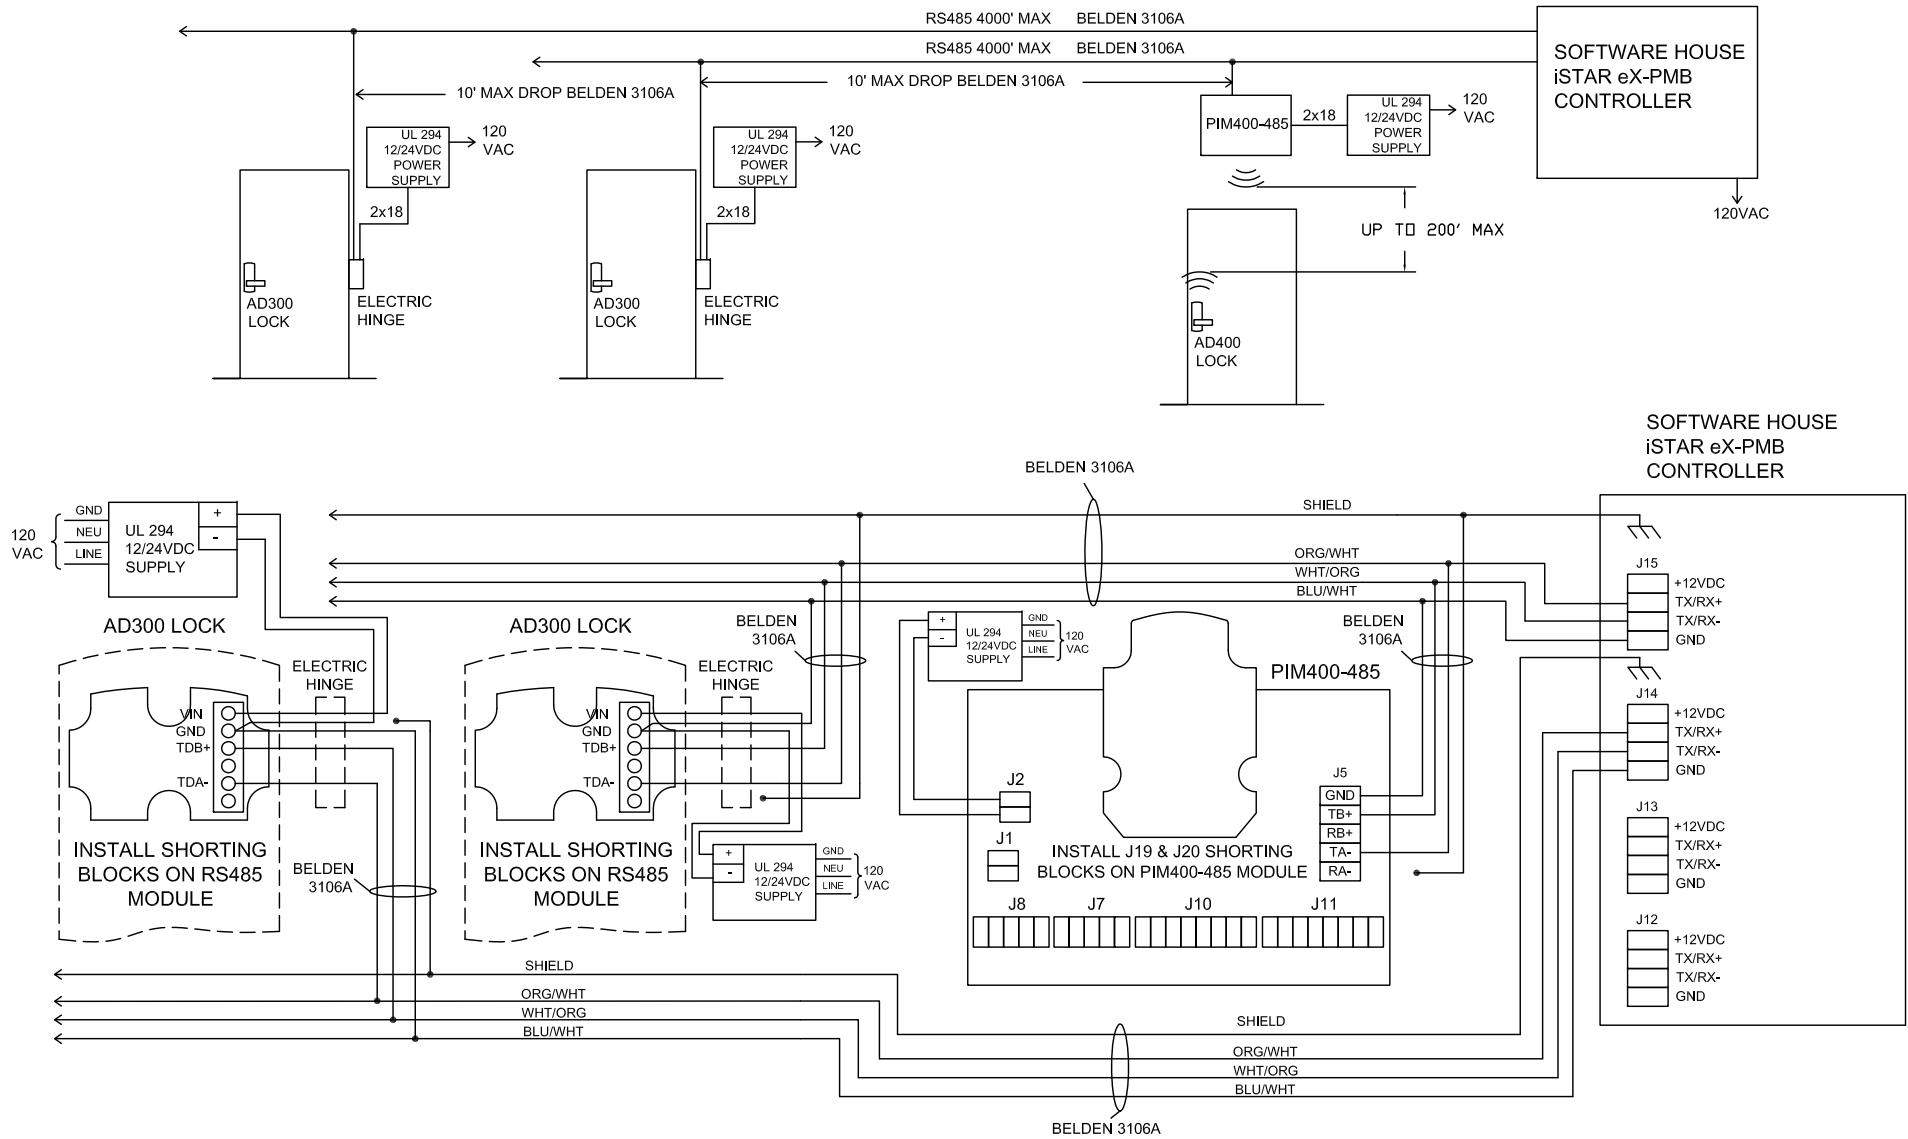 RS485 4000' MAX BELDEN 3106A
RS485 4000' MAX BELDEN 3106A
10' MAX DROP BELDEN 3106A
10' MAX DROP BELDEN 3106A
SOFTWARE HOUSE
iSTAR eX-PMB
CONTROLLER
120VAC
UL 294
12/24VDC
POWER
SUPPLY
120
VAC
2x18
AD300
LOCK
ELECTRIC
HINGE
UL 294
12/24VDC
POWER
SUPPLY
120
VAC
2x18
AD300
LOCK
ELECTRIC
HINGE
PIM400-485
2x18
UL 294
12/24VDC
POWER
SUPPLY
120
VAC
UP TO 200' MAX
AD400
LOCK
SOFTWARE HOUSE
iSTAR eX-PMB
CONTROLLER
BELDEN 3106A
SHIELD
ORG/WHT
WHT/ORG
BLU/WHT
120
VAC
GND
NEU
LINE
UL 294
12/24VDC
SUPPLY
+
-
AD300 LOCK
ELECTRIC
HINGE
VIN
GND
TDB+
TDA-
INSTALL SHORTING
BLOCKS ON RS485
MODULE
BELDEN
3106A
AD300 LOCK
BELDEN
3106A
ELECTRIC
HINGE
VIN
GND
TDB+
TDA-
INSTALL SHORTING
BLOCKS ON RS485
MODULE
+
-
UL 294
12/24VDC
SUPPLY
GND
NEU
LINE
120
VAC
+
-
UL 294
12/24VDC
SUPPLY
GND
NEU
LINE
120
VAC
BELDEN
3106A
PIM400-485
J2
J1
J5
GND
TB+
RB+
TA-
RA-
INSTALL J19 & J20 SHORTING
BLOCKS ON PIM400-485 MODULE
J8
J7
J10
J11
J15
+12VDC
TX/RX+
TX/RX-
GND
J14
+12VDC
TX/RX+
TX/RX-
GND
J13
+12VDC
TX/RX+
TX/RX-
GND
J12
+12VDC
TX/RX+
TX/RX-
GND
SHIELD
ORG/WHT
WHT/ORG
BLU/WHT
SHIELD
ORG/WHT
WHT/ORG
BLU/WHT
BELDEN 3106A